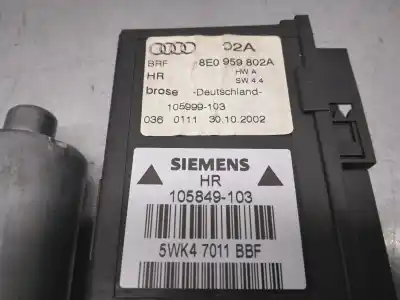 02A
BRF 8E0 959 802A
HR HW A
SW 4.4
brose -Deutschland-
105999-103
036 0111 30.10.2002
SIEMENS
HR
105849-103
5WK4 7011 BBF